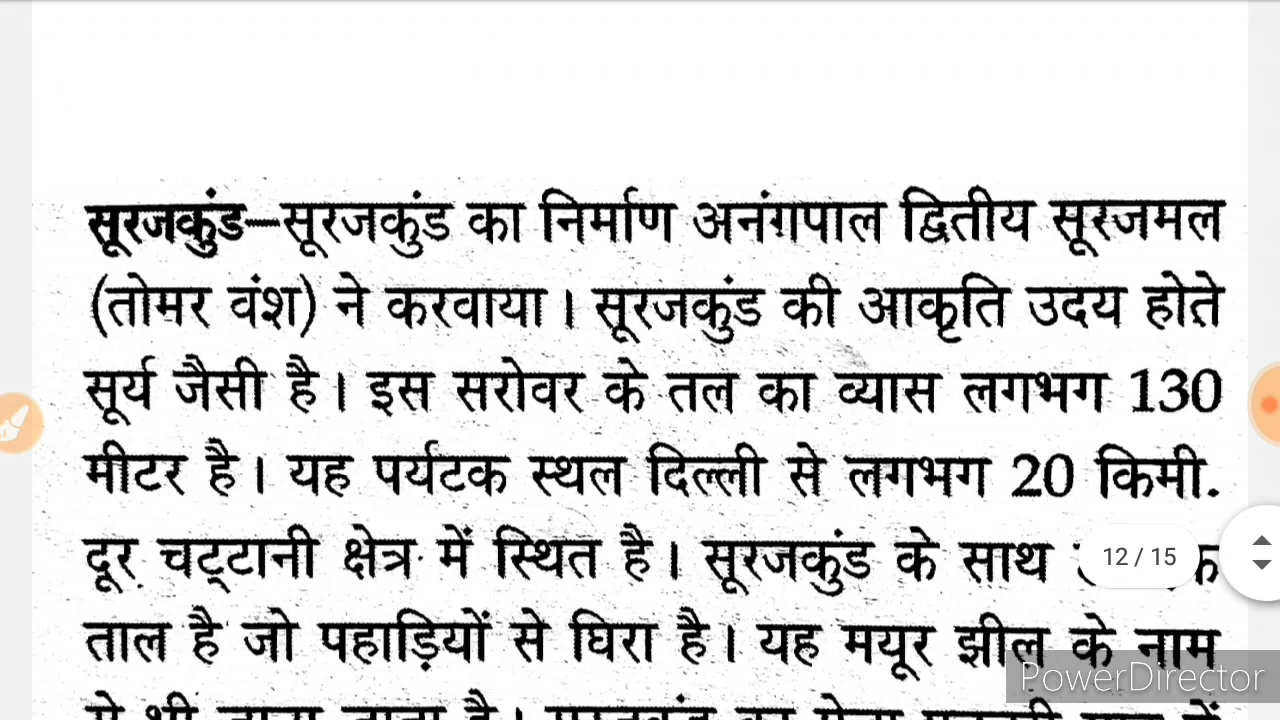 सूरजकुंड–सूरजकुंड का निर्माण अनंगपाल द्वितीय सूरजमल
(तोमर वंश) ने करवाया। सूरजकुंड की आकृति उदय होते
सूर्य जैसी है। इस सरोवर के तल का व्यास लगभग 130
मीटर है। यह पर्यटक स्थल दिल्ली से लगभग 20 किमी.
दूर चट्टानी क्षेत्र में स्थित है। सूरजकुंड के साथ
12 / 15
ताल है जो पहाड़ियों से घिरा है। यह मयूर झील के नाम
PowerDirector